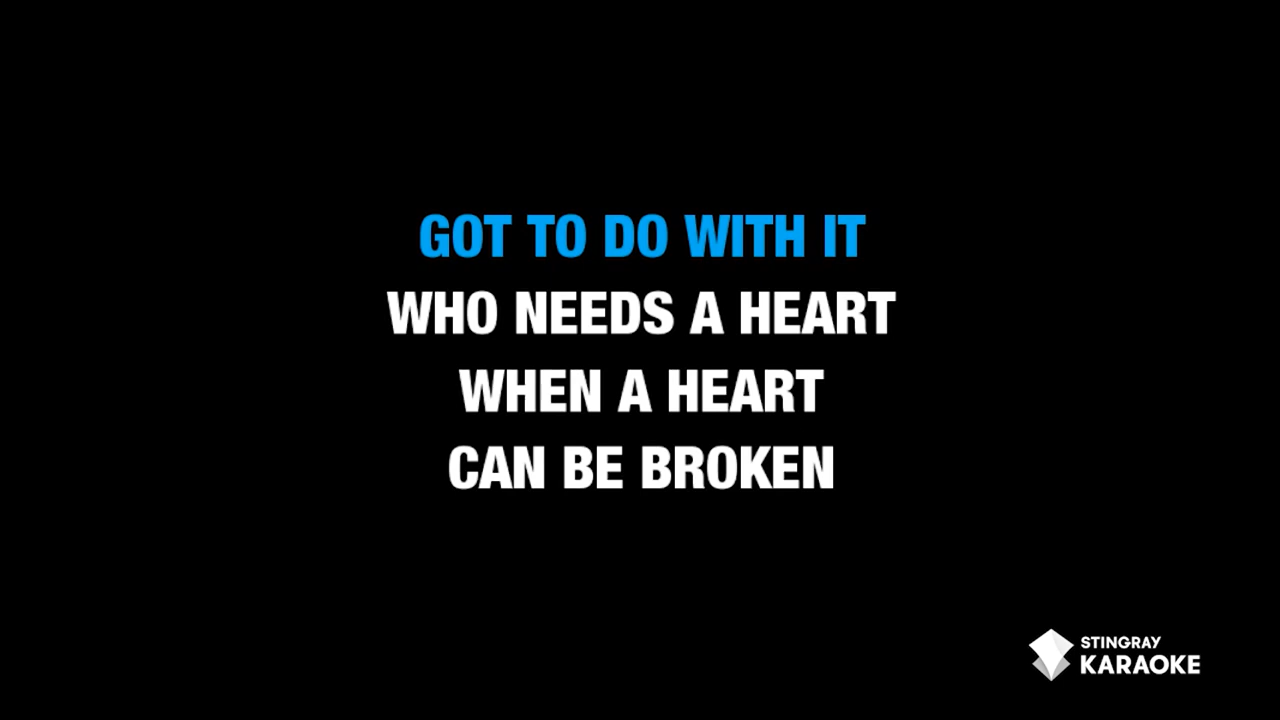 GOT TO DO WITH IT
WHO NEEDS A HEART
WHEN A HEART
CAN BE BROKEN
STINGRAY
KARAOKE